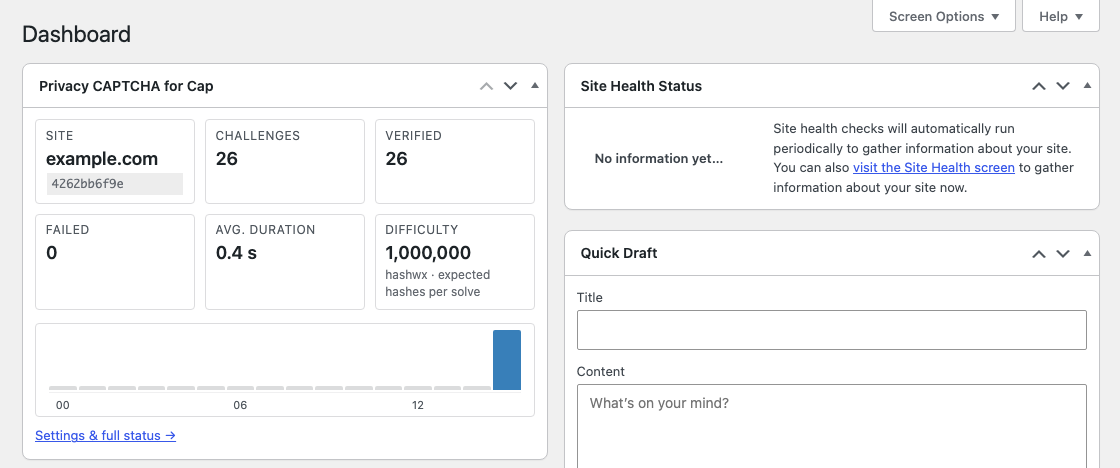 Screen Options
Help
Dashboard
Privacy CAPTCHA for Cap
SITE
example.com
4262bb6f9e
CHALLENGES
26
VERIFIED
26
FAILED
0
AVG. DURATION
0.4 s
DIFFICULTY
1,000,000
hashwx · expected
hashes per solve
00
06
12
Settings & full status →
Site Health Status
No information yet...
Site health checks will automatically run
periodically to gather information about your site.
You can also visit the Site Health screen to gather
information about your site now.
Quick Draft
Title
Content
What's on your mind?